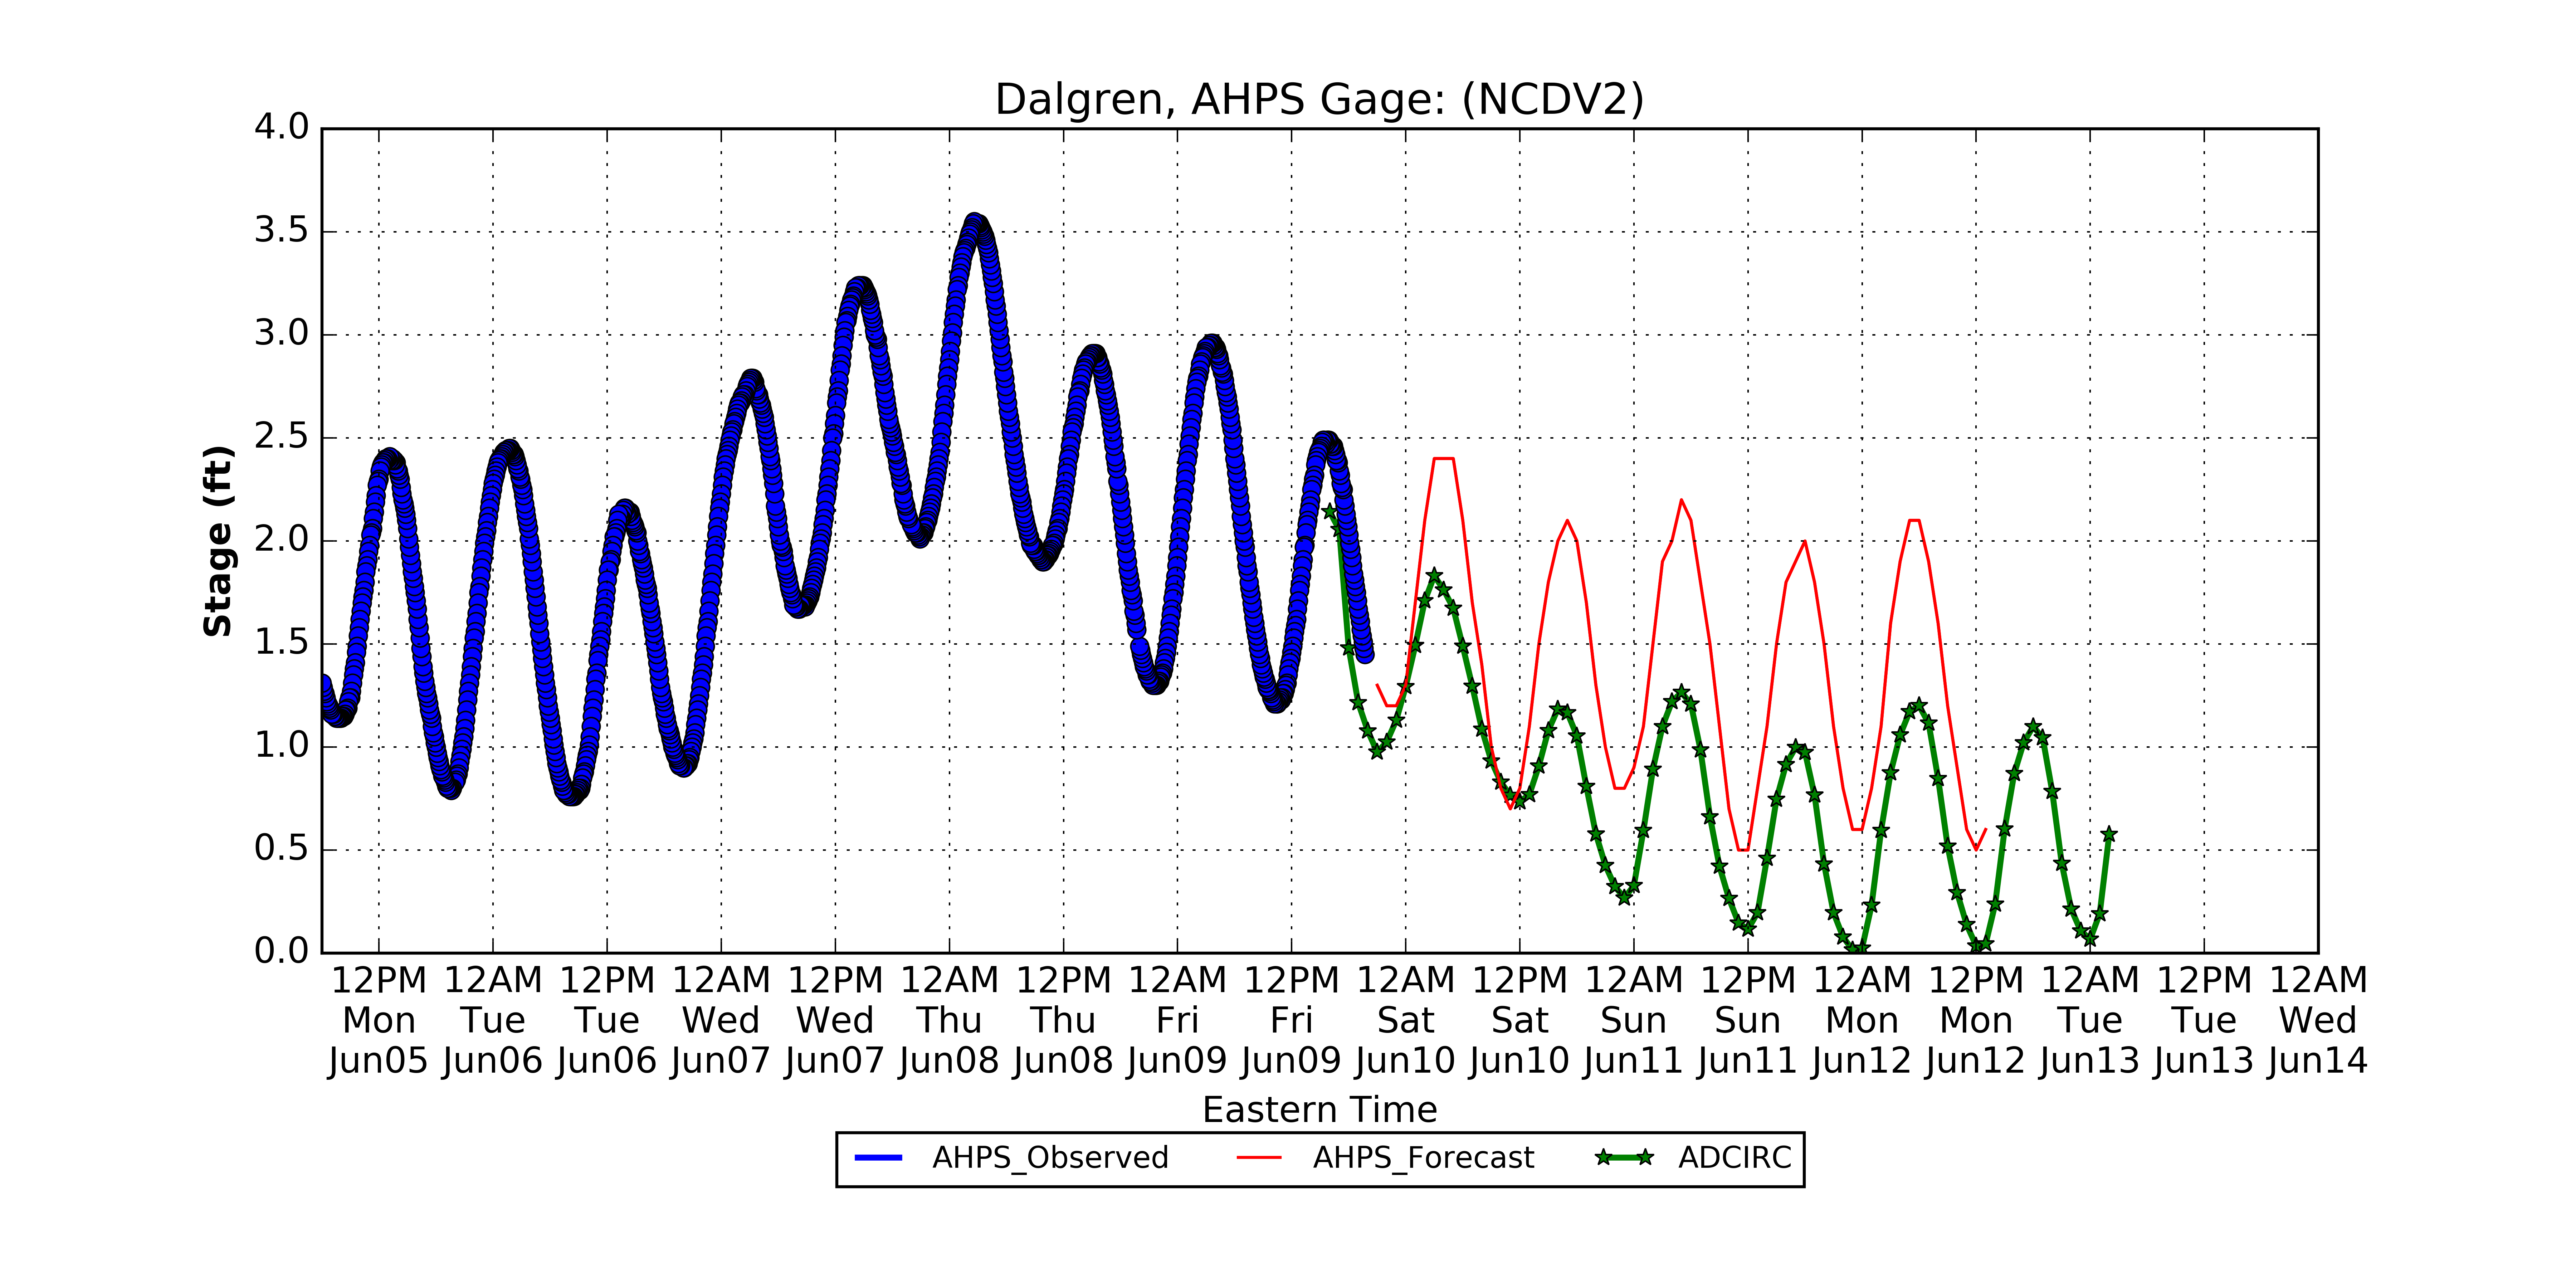 Dalgren, AHPS Gage: (NCDV2)
4.0
3.5
3.0
2.5
2.0
1.5
1.0
0.5
0.0
Stage (ft)
12PM 12AM 12PM 12AM 12PM 12AM 12PM 12AM 12PM 12AM 12PM 12AM 12PM 12AM 12PM 12AM 12PM 12AM
Mon Tue Tue Wed Wed Thu Thu Fri Fri Sat Sat Sun Sun Mon Mon Tue Tue Wed
Jun05 Jun06 Jun06 Jun07 Jun07 Jun08 Jun08 Jun09 Jun09 Jun10 Jun10 Jun11 Jun11 Jun12 Jun12 Jun13 Jun13 Jun14
Eastern Time
AHPS_Observed AHPS_Forecast ADCIRC